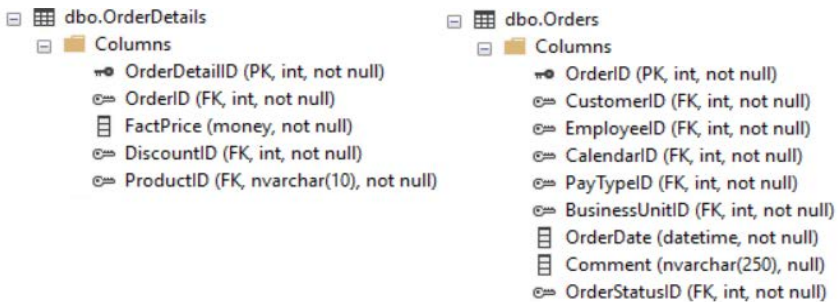 dbo.OrderDetails
Columns
OrderDetailID (PK, int, not null)
OrderID (FK, int, not null)
FactPrice (money, not null)
DiscountID (FK, int, not null)
ProductID (FK, nvarchar(10), not null)
dbo.Orders
Columns
OrderID (PK, int, not null)
CustomerID (FK, int, not null)
EmployeeID (FK, int, not null)
CalendarID (FK, int, not null)
PayTypeID (FK, int, not null)
BusinessUnitID (FK, int, not null)
OrderDate (datetime, not null)
Comment (nvarchar(250), null)
OrderStatusID (FK, int, not null)